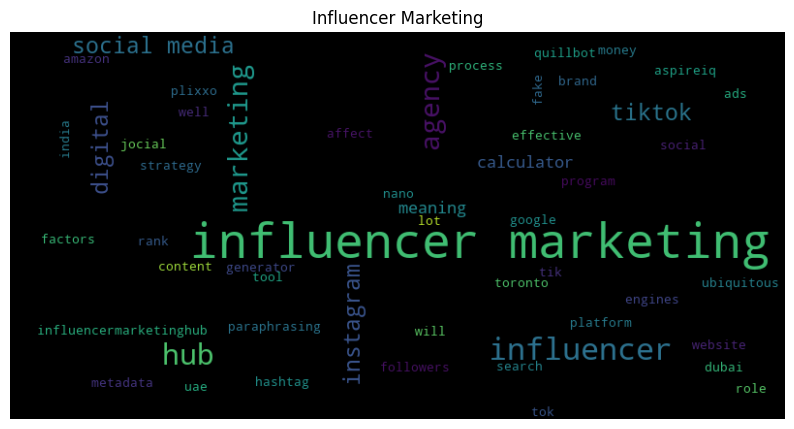 Influencer Marketing
social media
amazon
plixxo
well
india
digital
jocial
strategy
marketing
agency
affect
process
quillbot
money
fake
brand
aspireiq
ads
tiktok
effective
social
calculator
program
nano
meaning
lot
google
factors
rank
influencer marketing
content
generator
tool
instagram
tik
toronto
ubiquitous
engines
influencermarketinghub
paraphrasing
will
platform
hub
influencer
website
metadata
uae
hashtag
followers
search
dubai
role
tok